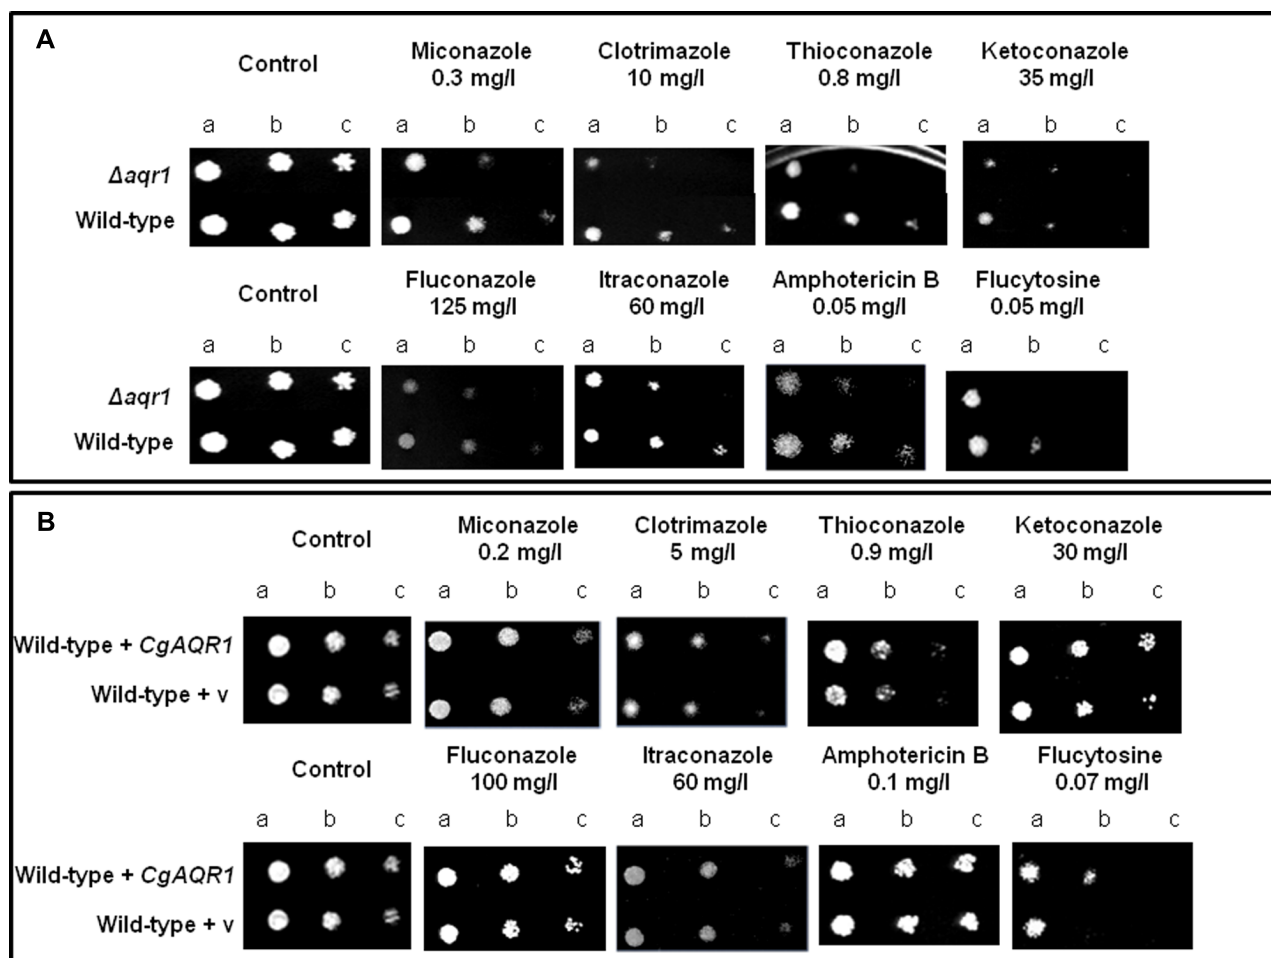 A
Control
Miconazole
0.3 mg/l
Clotrimazole
10 mg/l
Thioconazole
0.8 mg/l
Ketoconazole
35 mg/l
a b c a b c a b c a b c a b c
Δaqr1
Wild-type
Control
Fluconazole
125 mg/l
Itraconazole
60 mg/l
Amphotericin B
0.05 mg/l
Flucytosine
0.05 mg/l
a b c a b c a b c a b c a b c
Δaqr1
Wild-type
B
Control
Miconazole
0.2 mg/l
Clotrimazole
5 mg/l
Thioconazole
0.9 mg/l
Ketoconazole
30 mg/l
a b c a b c a b c a b c a b c
Wild-type + CgAQR1
Wild-type + v
Control
Fluconazole
100 mg/l
Itraconazole
60 mg/l
Amphotericin B
0.1 mg/l
Flucytosine
0.07 mg/l
a b c a b c a b c a b c a b c
Wild-type + CgAQR1
Wild-type + v